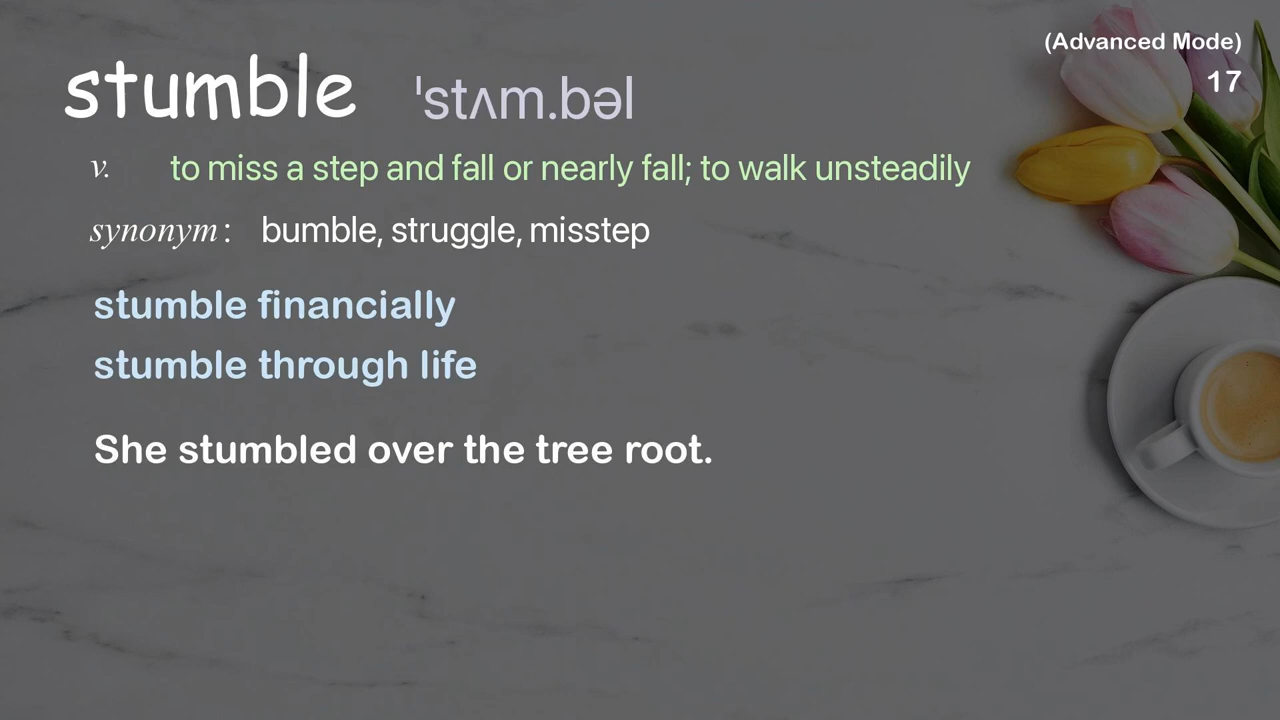 (Advanced Mode)
17
stumble ˈstʌm.bəl
v. to miss a step and fall or nearly fall; to walk unsteadily
synonym : bumble, struggle, misstep
stumble financially
stumble through life
She stumbled over the tree root.